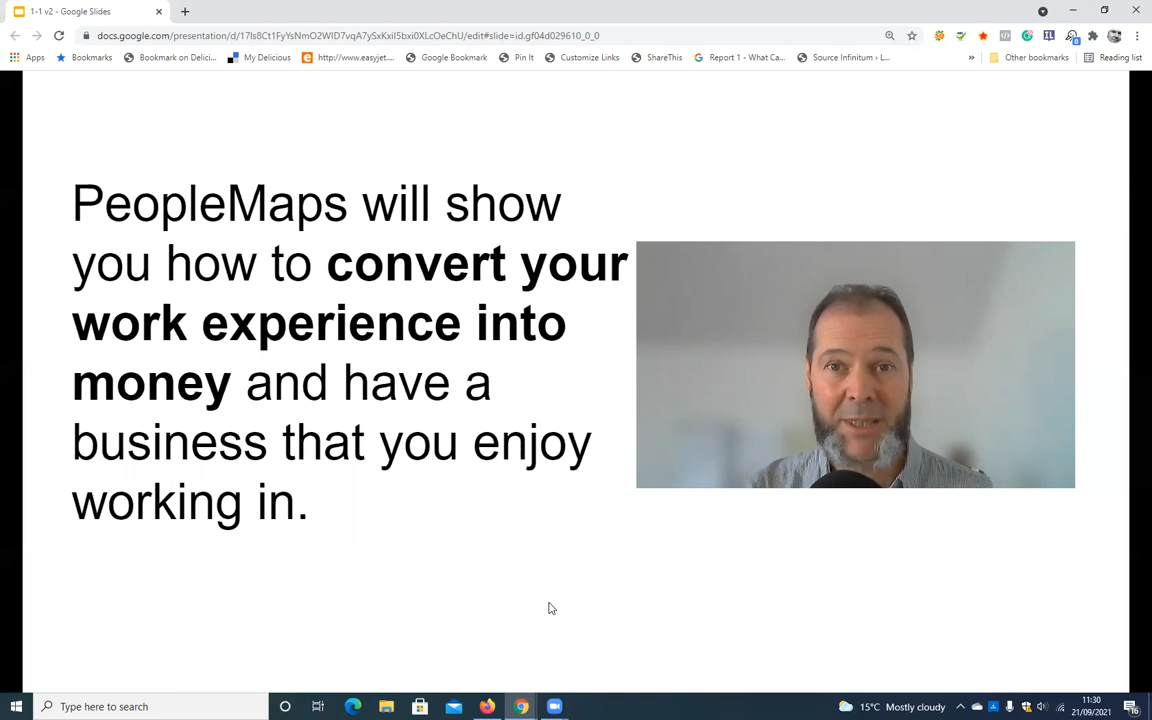 1-1 v2 - Google Slides
docs.google.com/presentation/d/17Is8Ct1FyYsNmO2WID7vqA7ySxKxiI5bxi0XLcOeChU/edit#slide=id.gf04d029610_0_0
Apps Bookmarks Bookmark on Delici... My Delicious http://www.easyjet.... Google Bookmark Pin It Customize Links ShareThis Report 1 - What Ca... Source Infinitum › L... » Other bookmarks Reading list
PeopleMaps will show
you how to convert your
work experience into
money and have a
business that you enjoy
working in.
Type here to search
15°C Mostly cloudy
11:30
21/09/2021
16